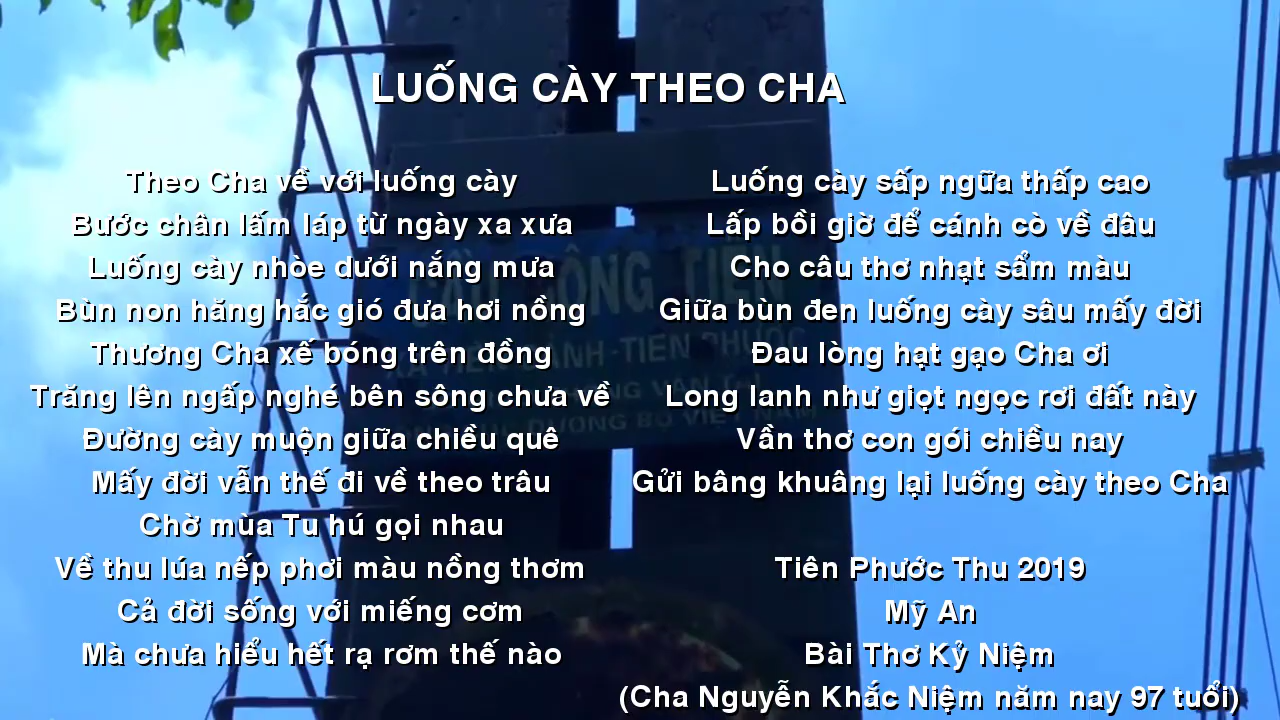 LUỐNG CÀY THEO CHA
Theo Cha về với luống cày
Bước chân lấm láp từ ngày xa xưa
Luống cày nhòe dưới nắng mưa
Bùn non hăng hắc gió đưa hơi nồng
Thương Cha xế bóng trên đồng
Trăng lên ngấp nghé bên sông chưa về
Đường cày muộn giữa chiều quê
Mấy đời vẫn thế đi về theo trâu
Chờ mùa Tu hú gọi nhau
Về thu lúa nếp phơi màu nồng thơm
Cả đời sống với miếng cơm
Mà chưa hiểu hết rạ rơm thế nào
Luống cày sấp ngữa thấp cao
Lấp bồi giờ để cánh cò về đâu
Cho câu thơ nhạt sẩm màu
Giữa bùn đen luống cày sâu mấy đời
Đau lòng hạt gạo Cha ơi
Long lanh như giọt ngọc rơi đất này
Vần thơ con gói chiều nay
Gửi bâng khuâng lại luống cày theo Cha
Tiên Phước Thu 2019
Mỹ An
Bài Thơ Kỷ Niệm
(Cha Nguyễn Khắc Niệm năm nay 97 tuổi)